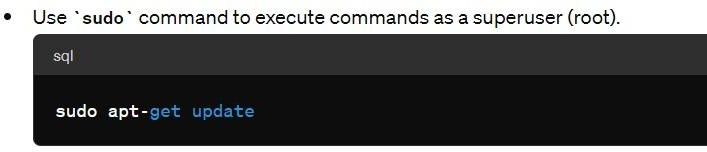 • Use `sudo` command to execute commands as a superuser (root).
sql
sudo apt-get update